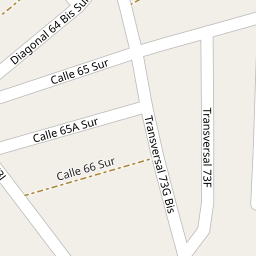 Diagonal 64 Bis Sur
Calle 65 Sur
Calle 65A Sur
Calle 66 Sur
Transversal 73G Bis
Transversal 73F